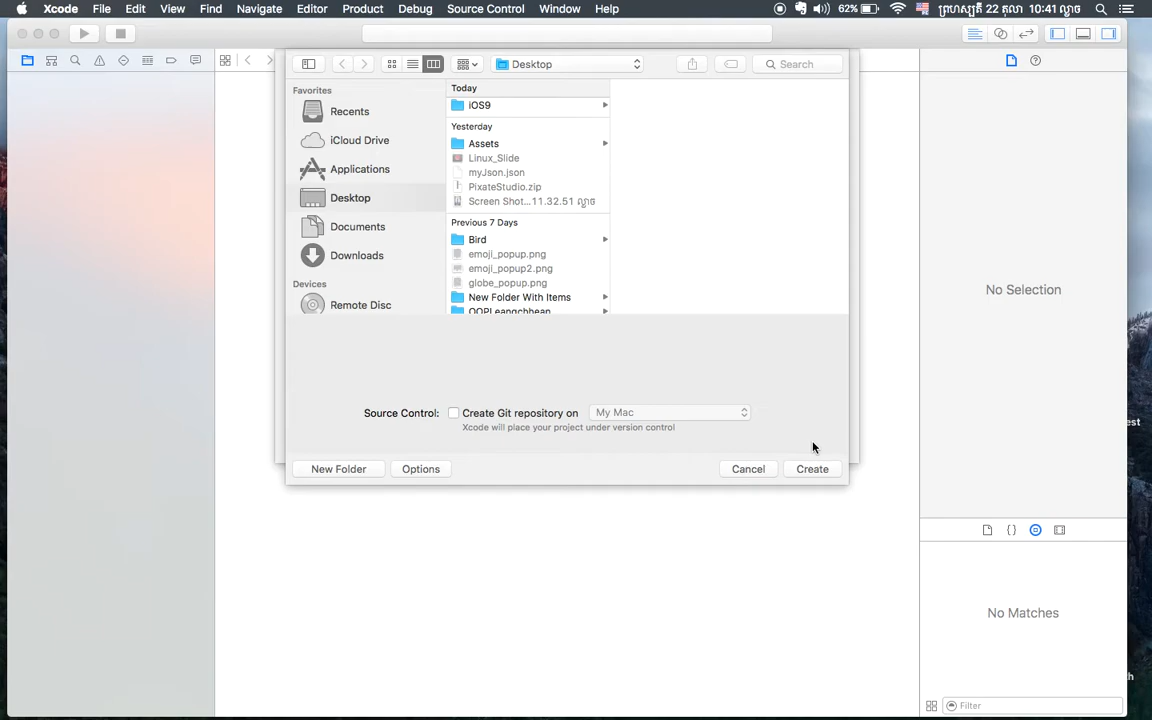 Xcode File Edit View Find Navigate Editor Product Debug Source Control Window Help 62% ព្រហស្បតិ៍ 22 តុលា 10:41 ល្ងាច
Desktop Search
Favorites
Recents
iCloud Drive
Applications
Desktop
Documents
Downloads
Devices
Remote Disc
Today
iOS9
Yesterday
Assets
Linux_Slide
myJson.json
PixateStudio.zip
Screen Shot...11.32.51 ល្ងាច
Previous 7 Days
Bird
emoji_popup.png
emoji_popup2.png
globe_popup.png
New Folder With Items
OOPLeangchhean
Source Control: Create Git repository on My Mac
Xcode will place your project under version control
New Folder Options Cancel Create
No Selection
No Matches
Filter